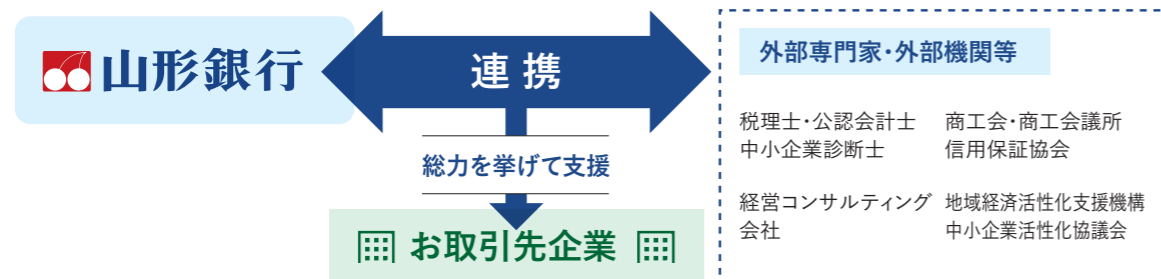 山形銀行
連携
総力を挙げて支援
お取引先企業
外部専門家・外部機関等
税理士・公認会計士
中小企業診断士
商工会・商工会議所
信用保証協会
経営コンサルティング
会社
地域経済活性化支援機構
中小企業活性化協議会